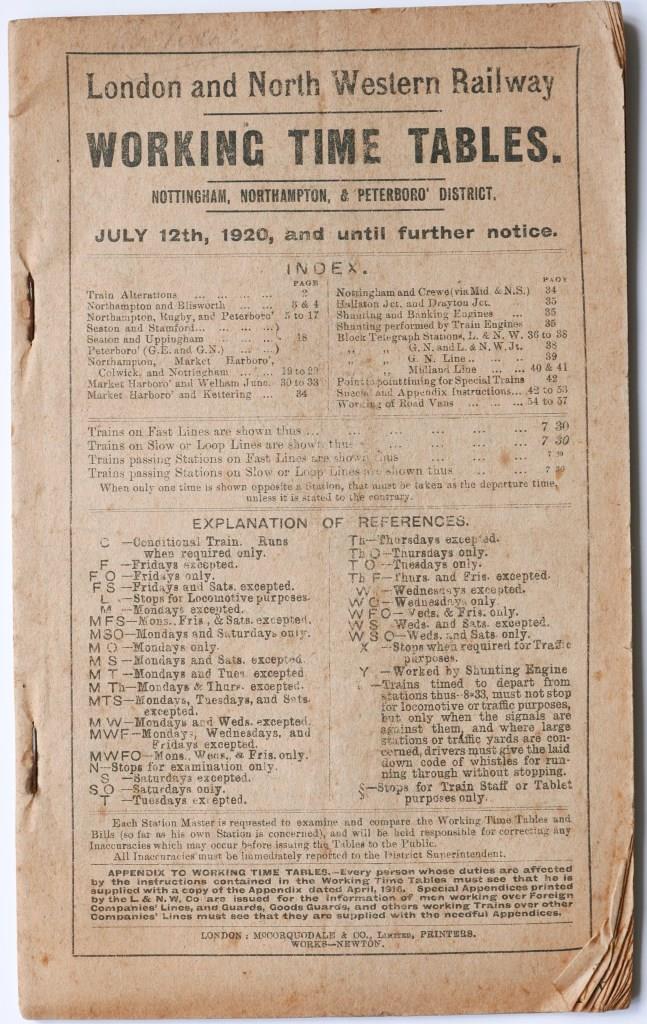 London and North Western Railway
WORKING TIME TABLES.
NOTTINGHAM, NORTHAMPTON, & PETERBORO' DISTRICT.
JULY 12th, 1920, and until further notice.
INDEX.
PAGE
Train Alterations ... ... ... ... 2
Northampton and Blisworth ... 3 & 4
Northampton, Rugby, and Peterboro' 5 to 17
Seaton and Stamford... ... ... ...)
Seaton and Uppingham ... ... } 18
Peterboro' (G.E. and G.N.) ... ...)
Northampton, Market Harboro',
Colwick, and Nottingham ... ... 19 to 29
Market Harboro' and Welham Junc. 30 to 33
Market Harboro' and Kettering ... 34
PAGE
Nottingham and Crewe (via Mid. & N.S.) 34
Hallaton Jct. and Drayton Jct. 35
Shunting and Banking Engines ... 35
Shunting performed by Train Engines 35
Block Telegraph Stations, L. & N. W. 36 to 38
„ „ G.N. and L. & N. W. Jt. 38
„ „ G. N. Line ... ... 39
„ „ Midland Line ... ... 40 & 41
Point to point timing for Special Trains 42
Special and Appendix Instructions... 42 to 53
Working of Road Vans ... ... ... 54 to 57
Trains on Fast Lines are shown thus ... ... ... ... ... 7 30
Trains on Slow or Loop Lines are shown thus ... ... ... ... 7 30
Trains passing Stations on Fast Lines are shown thus ... ... ... 7 30
Trains passing Stations on Slow or Loop Lines are shown thus ... ... 7 30
When only one time is shown opposite a Station, that must be taken as the departure time,
unless it is stated to the contrary.
EXPLANATION OF REFERENCES.
C —Conditional Train. Runs
when required only.
F —Fridays excepted.
F O —Fridays only.
F S —Fridays and Sats. excepted.
L —Stops for Locomotive purposes.
M —Mondays excepted.
M F S —Mons., Fris., & Sats. excepted.
MSO —Mondays and Saturdays only.
M O —Mondays only.
M S —Mondays and Sats. excepted.
M T —Mondays and Tues. excepted.
M Th —Mondays & Thurs. excepted.
MTS —Mondays, Tuesdays, and Sats.
excepted.
M W —Mondays and Weds. excepted.
MWF —Mondays, Wednesdays, and
Fridays excepted.
MWFO —Mons., Weds., & Fris. only.
N —Stops for examination only.
S —Saturdays excepted.
S O —Saturdays only.
T —Tuesdays excepted.
Th —Thursdays excepted.
Th O —Thursdays only.
T O —Tuesdays only.
Th F —Thurs. and Fris. excepted.
W —Wednesdays excepted.
W O —Wednesdays only.
W F O —Weds. & Fris. only.
W S —Weds. and Sats. excepted.
W S O —Weds. and Sats. only.
X —Stops when required for Traffic
purposes.
Y —Worked by Shunting Engine
—Trains timed to depart from
stations thus 8*33, must not stop
for locomotive or traffic purposes,
but only when the signals are
against them, and where large
stations or traffic yards are con-
cerned, drivers must give the laid
down code of whistles for run-
ning through without stopping.
§ —Stops for Train Staff or Tablet
purposes only.
Each Station Master is requested to examine and compare the Working Time Tables and
Bills (so far as his own Station is concerned), and will be held responsible for correcting any
Inaccuracies which may occur before issuing the Tables to the Public.
All Inaccuracies must be immediately reported to the District Superintendent.
APPENDIX TO WORKING TIME TABLES.—Every person whose duties are affected
by the instructions contained in the Working Time Tables must see that he is
supplied with a copy of the Appendix dated April, 1916. Special Appendices printed
by the L. & N. W. Co are issued for the information of men working over Foreign
Companies' Lines, and Guards, Goods Guards, and others working Trains over other
Companies' Lines must see that they are supplied with the needful Appendices.
LONDON: McCORQUODALE & CO., LIMITED, PRINTERS.
WORKS—NEWTON.